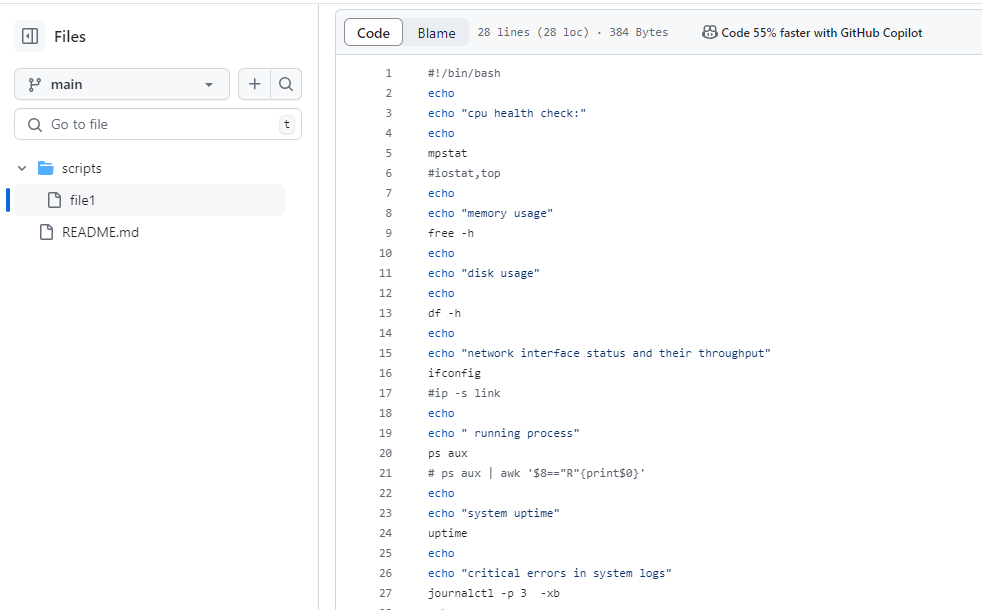 Files
main
Go to file
t
scripts
file1
README.md
Code Blame 28 lines (28 loc) · 384 Bytes Code 55% faster with GitHub Copilot
1 #!/bin/bash
2 echo
3 echo "cpu health check:"
4 echo
5 mpstat
6 #iostat,top
7 echo
8 echo "memory usage"
9 free -h
10 echo
11 echo "disk usage"
12 echo
13 df -h
14 echo
15 echo "network interface status and their throughput"
16 ifconfig
17 #ip -s link
18 echo
19 echo " running process"
20 ps aux
21 # ps aux | awk '$8=="R"{print$0}'
22 echo
23 echo "system uptime"
24 uptime
25 echo
26 echo "critical errors in system logs"
27 journalctl -p 3  -xb